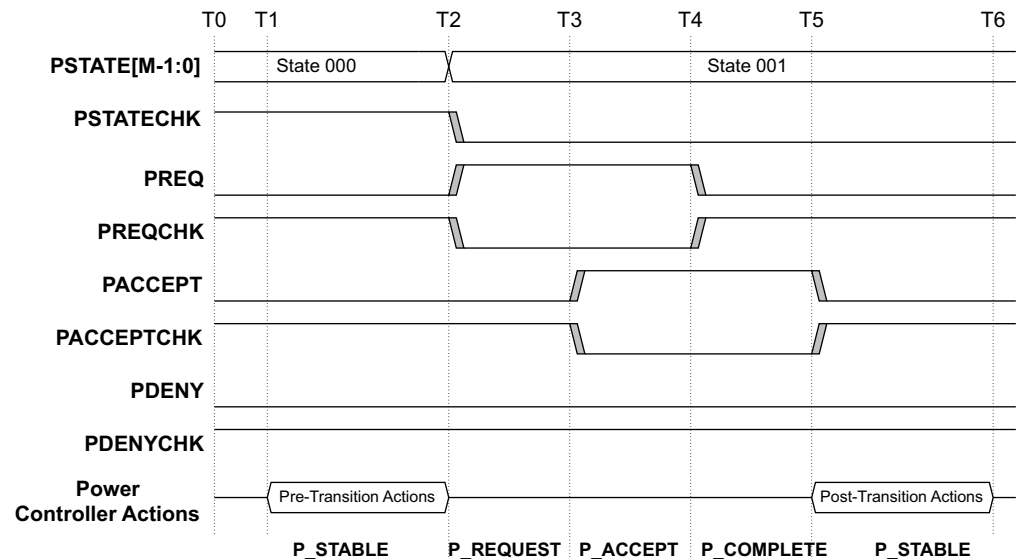 T0 T1 T2 T3 T4 T5 T6
PSTATE[M-1:0] State 000 State 001
PSTATECHK
PREQ
PREQCHK
PACCEPT
PACCEPTCHK
PDENY
PDENYCHK
Power
Controller Actions
Pre-Transition Actions Post-Transition Actions
P_STABLE P_REQUEST P_ACCEPT P_COMPLETE P_STABLE